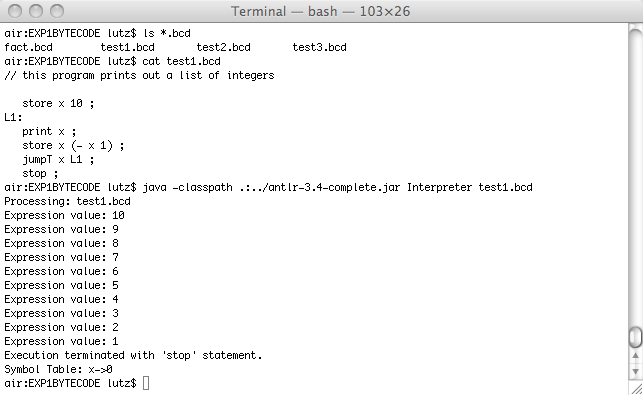 Terminal — bash — 103×26
air:EXP1BYTECODE lutz$ ls *.bcd
fact.bcd test1.bcd test2.bcd test3.bcd
air:EXP1BYTECODE lutz$ cat test1.bcd
// this program prints out a list of integers
store x 10 ;
L1:
print x ;
store x (- x 1) ;
jumpT x L1 ;
stop ;
air:EXP1BYTECODE lutz$ java -classpath .:../antlr-3.4-complete.jar Interpreter test1.bcd
Processing: test1.bcd
Expression value: 10
Expression value: 9
Expression value: 8
Expression value: 7
Expression value: 6
Expression value: 5
Expression value: 4
Expression value: 3
Expression value: 2
Expression value: 1
Execution terminated with 'stop' statement.
Symbol Table: x->0
air:EXP1BYTECODE lutz$